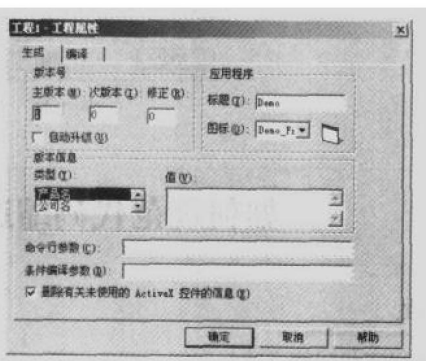 工程1 - 工程属性
生成 编译
版本号
主版本(M) 次版本(I) 修正(R)
0 0
自动升级(U)
应用程序
标题(T): Demo
图标(O): Demo_Fr
版本信息
类型(Y): 值(V):
产品名
公司名
命令行参数(C):
条件编译参数(D):
删除有关未使用的 ActiveX 控件的信息(E)
确定 取消 帮助